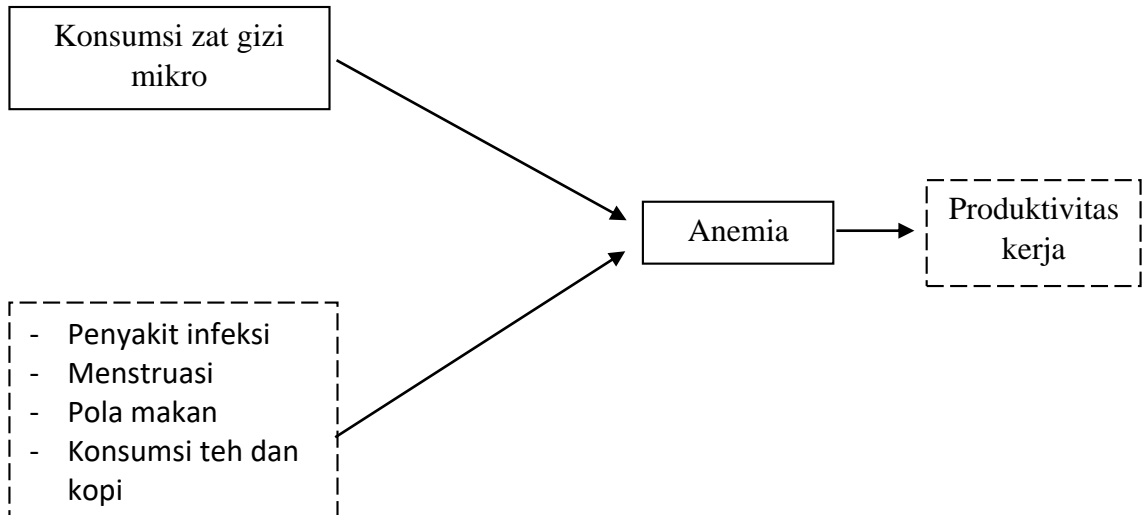 Konsumsi zat gizi
mikro
Anemia
Produktivitas
kerja
- Penyakit infeksi
- Menstruasi
- Pola makan
- Konsumsi teh dan
kopi